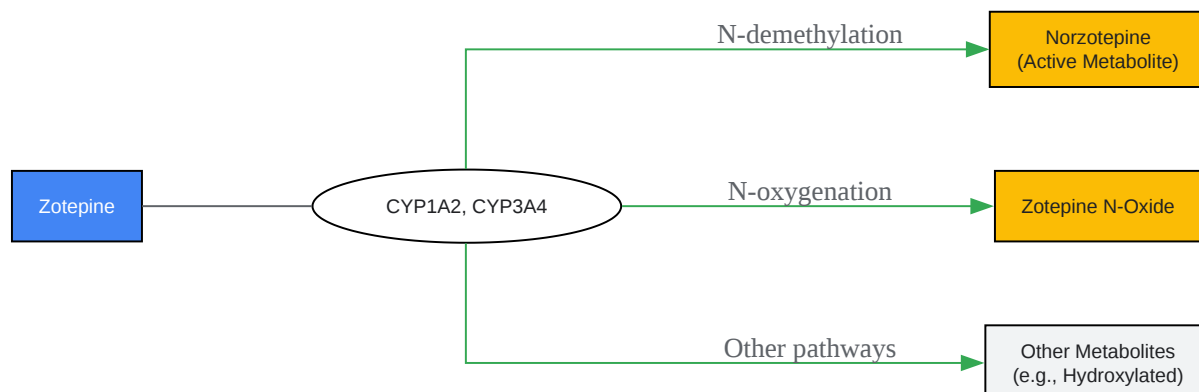 N-demethylation
Norzotepine
(Active Metabolite)
Zotepine
CYP1A2, CYP3A4
N-oxygenation
Zotepine N-Oxide
Other pathways
Other Metabolites
(e.g., Hydroxylated)